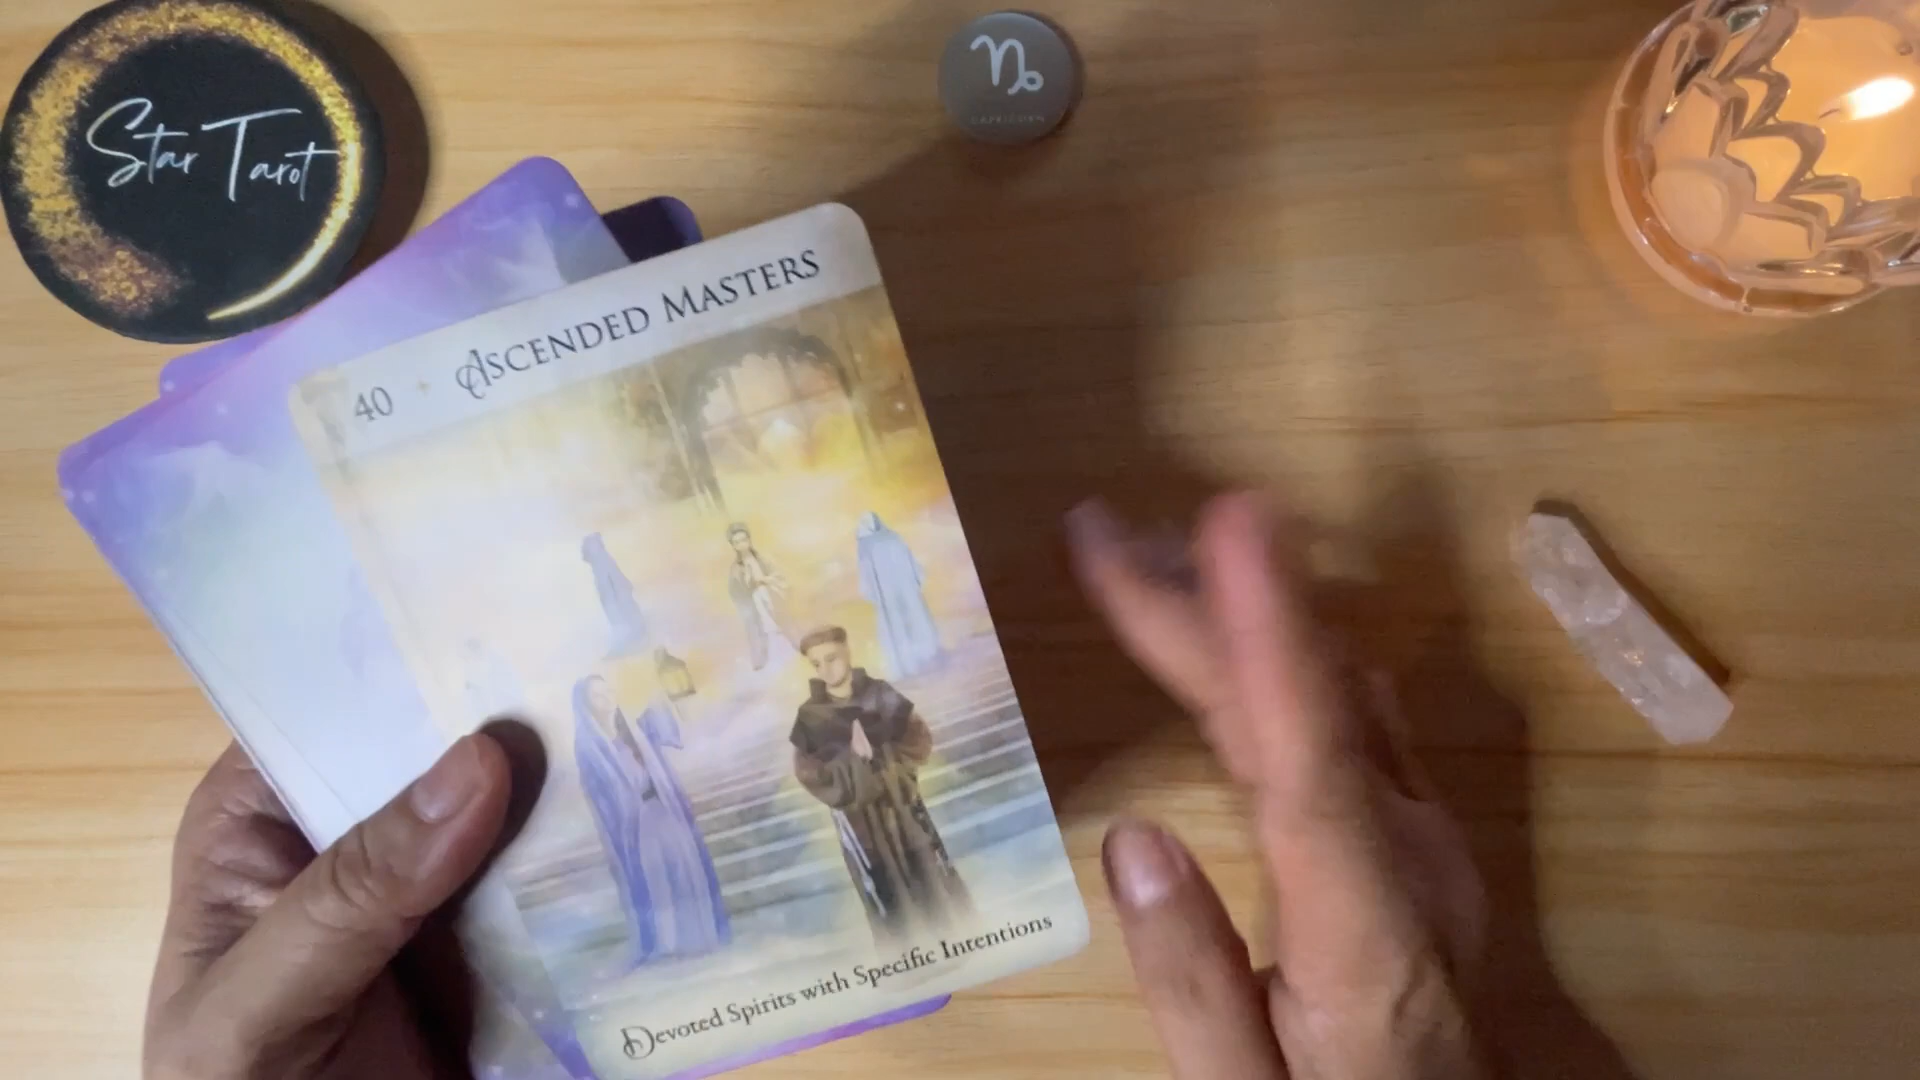 Star Tarot
CAPRICORN
40 ✦ Ascended Masters
Devoted Spirits with Specific Intentions